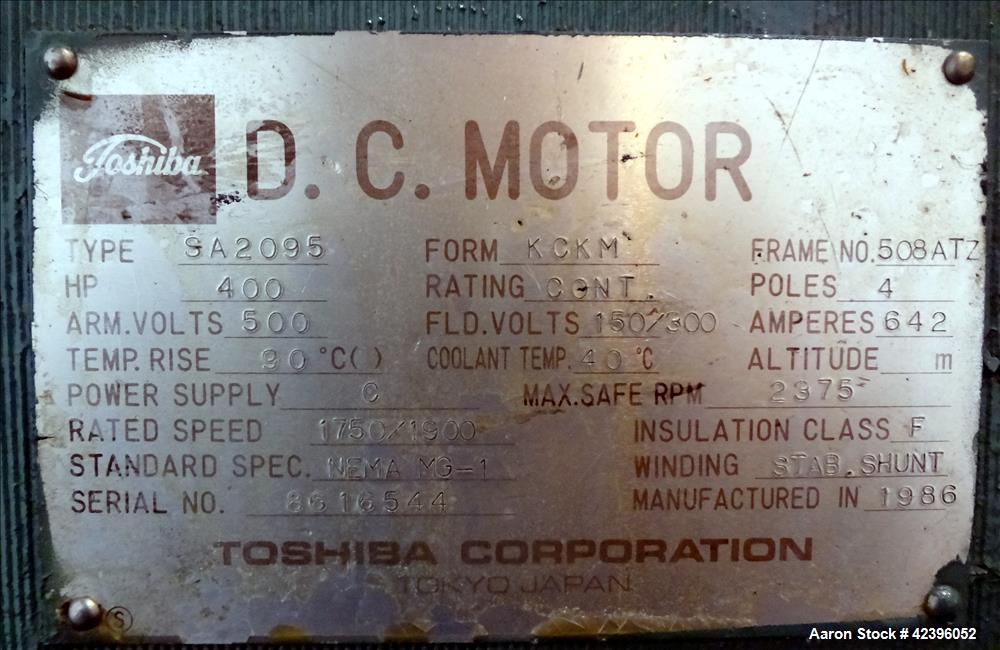 Toshiba D. C. MOTOR
TYPE SA2095 FORM KCKM FRAME NO. 508ATZ
HP 400 RATING CONT. POLES 4
ARM.VOLTS 500 FLD.VOLTS 150/300 AMPERES 642
TEMP. RISE 90 °C( ) COOLANT TEMP. 40 °C ALTITUDE m
POWER SUPPLY C MAX.SAFE RPM 2375
RATED SPEED 1750/1900 INSULATION CLASS F
STANDARD SPEC. NEMA MG-1 WINDING STAB.SHUNT
SERIAL NO. 8616544 MANUFACTURED IN 1986
TOSHIBA CORPORATION
TOKYO JAPAN
S
Aaron Stock # 42396052